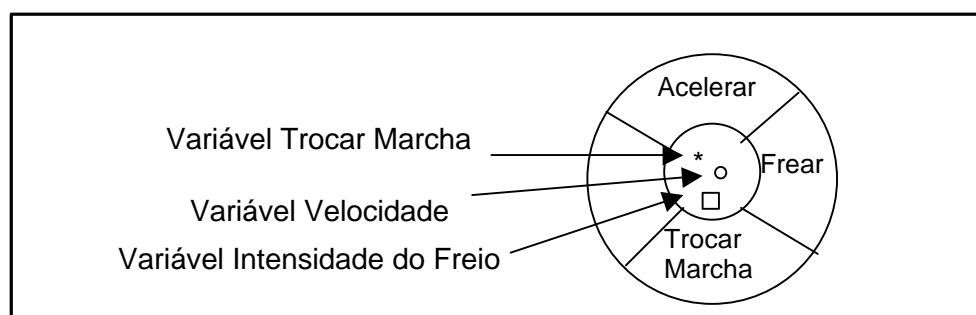 Acelerar
Variável Trocar Marcha
*
Frear
Variável Velocidade
Variável Intensidade do Freio
Trocar
Marcha